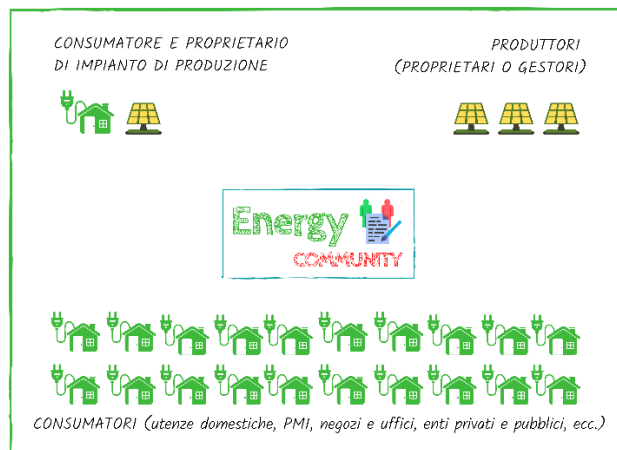 CONSUMATORE E PROPRIETARIO
DI IMPIANTO DI PRODUZIONE
PRODUTTORI
(PROPRIETARI O GESTORI)
Energy
COMMUNITY
CONSUMATORI (utenze domestiche, PMI, negozi e uffici, enti privati e pubblici, ecc.)